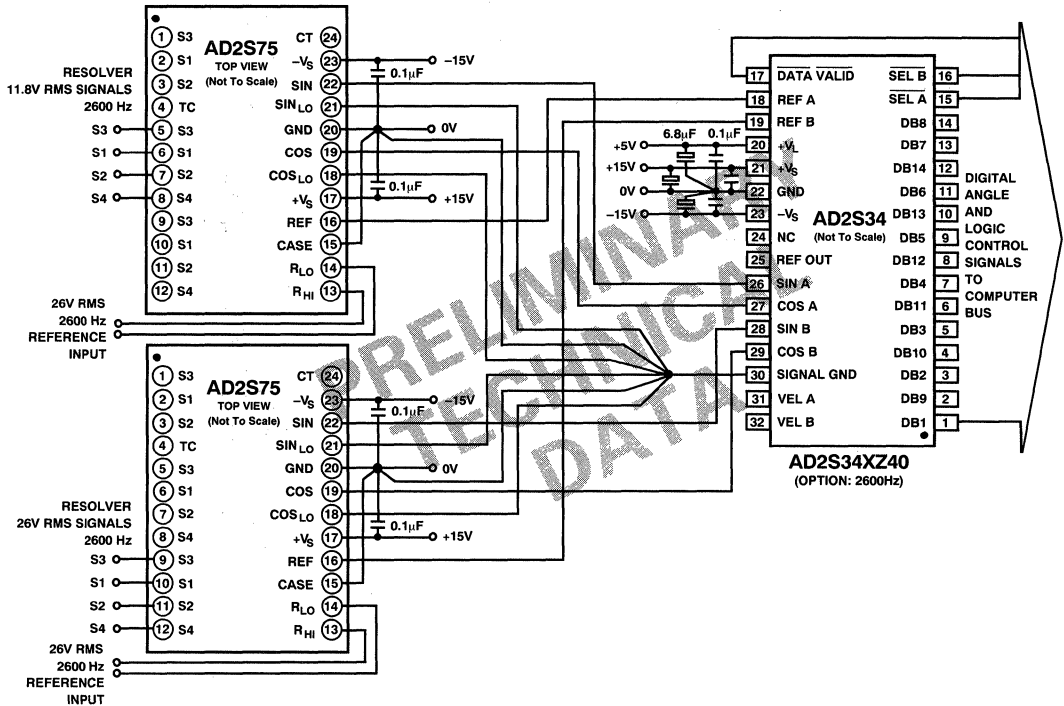 AD2S75
TOP VIEW
(Not To Scale)
1 S3
2 S1
3 S2
4 TC
5 S3
6 S1
7 S2
8 S4
9 S3
10 S1
11 S2
12 S4
CT 24
–VS 23
SIN 22
SINLO 21
GND 20
COS 19
COSLO 18
+VS 17
REF 16
CASE 15
RLO 14
RHI 13
RESOLVER
11.8V RMS SIGNALS
2600 Hz
S3
S1
S2
S4
26V RMS
2600 Hz
REFERENCE
INPUT
–15V
0.1µF
0V
0.1µF
+15V
AD2S75
TOP VIEW
(Not To Scale)
1 S3
2 S1
3 S2
4 TC
5 S3
6 S1
7 S2
8 S4
9 S3
10 S1
11 S2
12 S4
CT 24
–VS 23
SIN 22
SINLO 21
GND 20
COS 19
COSLO 18
+VS 17
REF 16
CASE 15
RLO 14
RHI 13
RESOLVER
26V RMS SIGNALS
2600 Hz
S3
S1
S2
S4
26V RMS
2600 Hz
REFERENCE
INPUT
–15V
0.1µF
0V
0.1µF
+15V
6.8µF 0.1µF
+5V
+15V
0V
–15V
17 DATA VALID
18 REF A
19 REF B
20 +VL
21 +VS
22 GND
23 –VS
24 NC
25 REF OUT
26 SIN A
27 COS A
28 SIN B
29 COS B
30 SIGNAL GND
31 VEL A
32 VEL B
AD2S34
(Not To Scale)
SEL B 16
SEL A 15
DB8 14
DB7 13
DB14 12
DB6 11
DB13 10
DB5 9
DB12 8
DB4 7
DB11 6
DB3 5
DB10 4
DB2 3
DB9 2
DB1 1
AD2S34XZ40
(OPTION: 2600Hz)
DIGITAL
ANGLE
AND
LOGIC
CONTROL
SIGNALS
TO
COMPUTER
BUS
PRELIMINARY
TECHNICAL
DATA